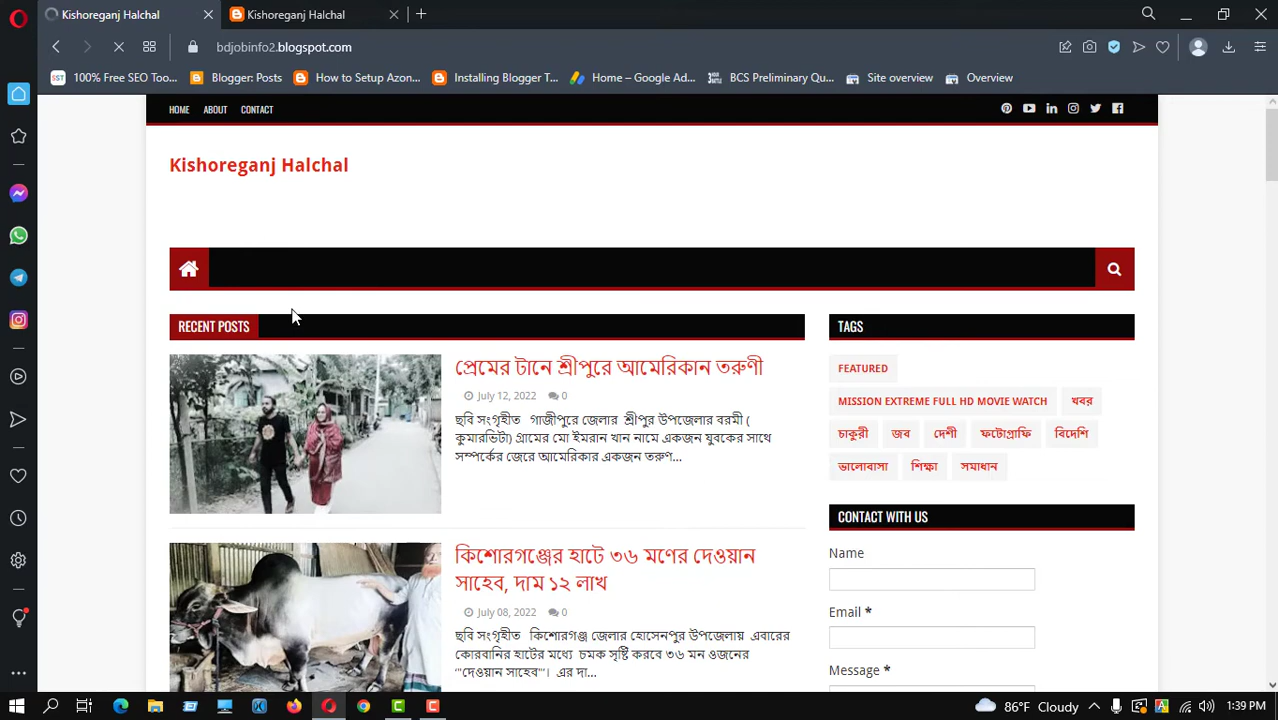 Kishoreganj Halchal
Kishoreganj Halchal
bdjobinfo2.blogspot.com
100% Free SEO Too...
Blogger: Posts
How to Setup Azon...
Installing Blogger T...
Home – Google Ad...
BCS Preliminary Qu...
Site overview
Overview
HOME ABOUT CONTACT
Kishoreganj Halchal
RECENT POSTS
প্রেমের টানে শ্রীপুরে আমেরিকান তরুণী
July 12, 2022 0
ছবি সংগৃহীত গাজীপুরে জেলার শ্রীপুর উপজেলার বরমী (
কুমারভিটা) গ্রামের মো ইমরান খান নামে একজন যুবকের সাথে
সম্পর্কের জেরে আমেরিকার একজন তরুণ...
কিশোরগঞ্জের হাটে ৩৬ মণের দেওয়ান
সাহেব, দাম ১২ লাখ
July 08, 2022 0
ছবি সংগৃহীত কিশোরগঞ্জ জেলার হোসেনপুর উপজেলায় এবারের
কোরবানির হাটের মধ্যে চমক সৃষ্টি করবে ৩৬ মন ওজনের
"দেওয়ান সাহেব"। এর দা...
TAGS
FEATURED
MISSION EXTREME FULL HD MOVIE WATCH খবর
চাকুরী জব দেশী ফটোগ্রাফি বিদেশি
ভালোবাসা শিক্ষা সমাধান
CONTACT WITH US
Name
Email *
Message *
86°F Cloudy
1:39 PM